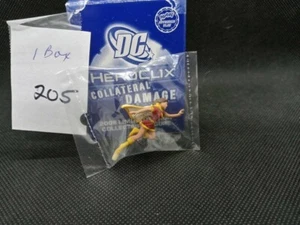 1 Box
205
DC
HEROCLIX
COLLATERAL
DAMAGE